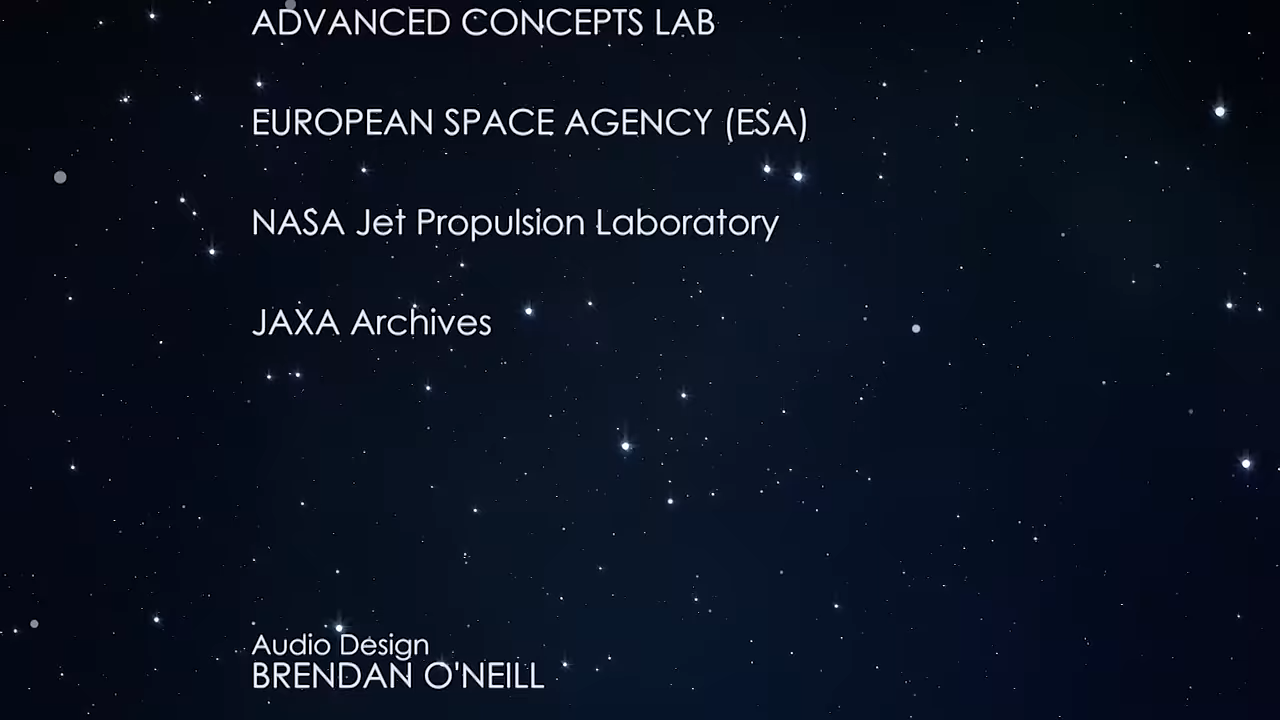 ADVANCED CONCEPTS LAB
EUROPEAN SPACE AGENCY (ESA)
NASA Jet Propulsion Laboratory
JAXA Archives
Audio Design
BRENDAN O'NEILL